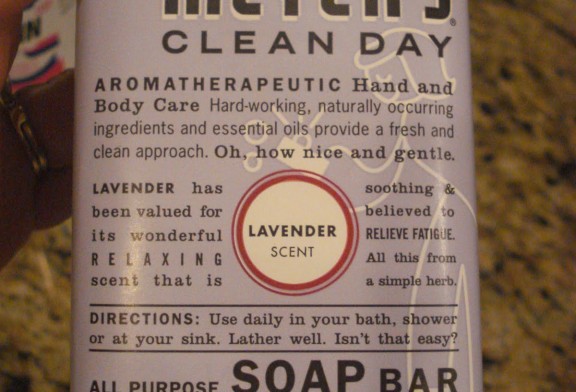 MEYER'S®
CLEAN DAY
AROMATHERAPEUTIC Hand and
Body Care Hard-working, naturally occurring
ingredients and essential oils provide a fresh and
clean approach. Oh, how nice and gentle.
LAVENDER has
been valued for
its wonderful
RELAXING
scent that is
LAVENDER
SCENT
soothing &
believed to
RELIEVE FATIGUE.
All this from
a simple herb.
DIRECTIONS: Use daily in your bath, shower
or at your sink. Lather well. Isn't that easy?
ALL PURPOSE SOAP BAR